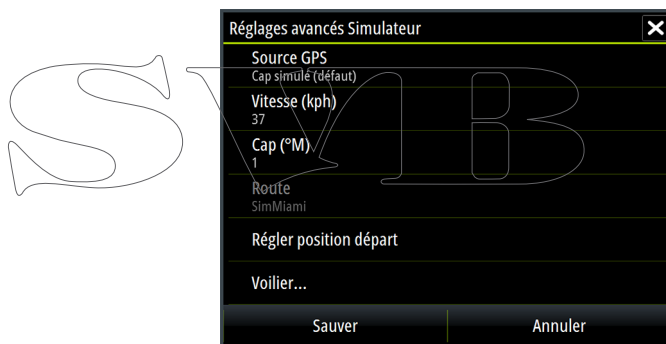 Réglages avancés Simulateur
Source GPS
Cap simulé (défaut)
Vitesse (kph)
37
Cap (°M)
1
Route
SimMiami
Régler position départ
Voilier...
Sauver Annuler
SVB